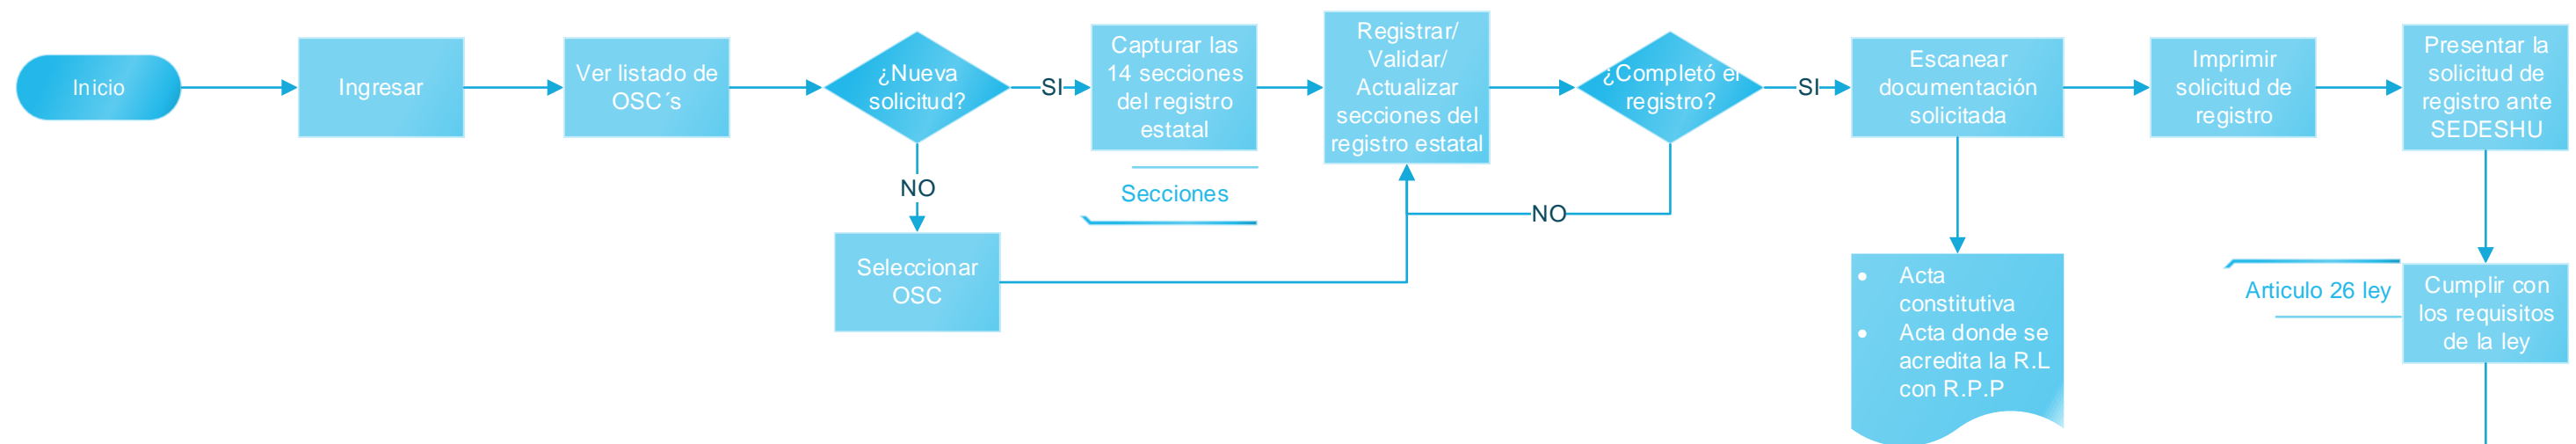 Inicio
Ingresar
Ver listado de
OSC´s
¿Nueva
solicitud?
SI
NO
Seleccionar
OSC
Capturar las
14 secciones
del registro
estatal
Secciones
Registrar/
Validar/
Actualizar
secciones del
registro estatal
¿Completó el
registro?
SI
NO
Escanear
documentación
solicitada
• Acta
constitutiva
• Acta donde se
acredita la R.L
con R.P.P
Imprimir
solicitud de
registro
Presentar la
solicitud de
registro ante
SEDESHU
Articulo 26 ley
Cumplir con
los requisitos
de la ley